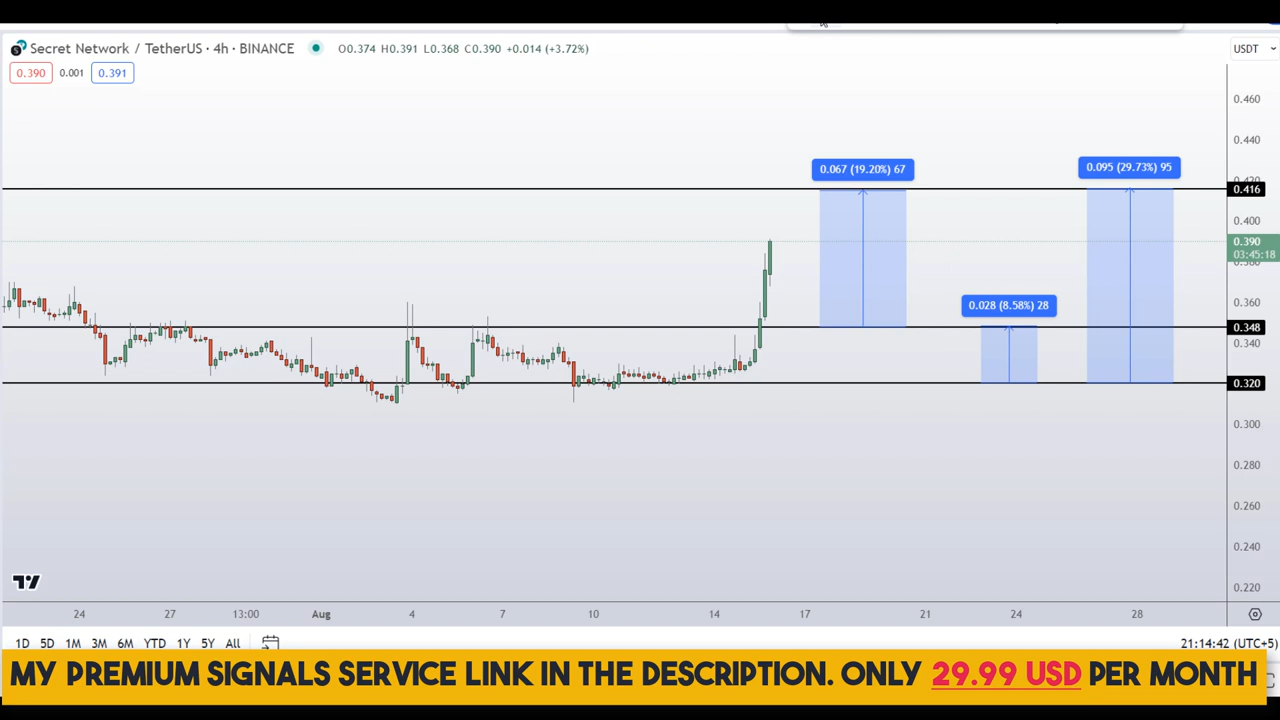 Secret Network / TetherUS · 4h · BINANCE O0.374 H0.391 L0.368 C0.390 +0.014 (+3.72%) USDT
0.390 0.001 0.391
0.460
0.440
0.067 (19.20%) 67 0.095 (29.73%) 95
0.416
0.400
0.390
03:45:18
0.360
0.028 (8.58%) 28
0.348
0.340
0.320
0.300
0.280
0.260
0.240
0.220
24 27 13:00 Aug 4 7 10 14 17 21 24 28
1D 5D 1M 3M 6M YTD 1Y 5Y All 21:14:42 (UTC+5)
MY PREMIUM SIGNALS SERVICE LINK IN THE DESCRIPTION. ONLY 29.99 USD PER MONTH